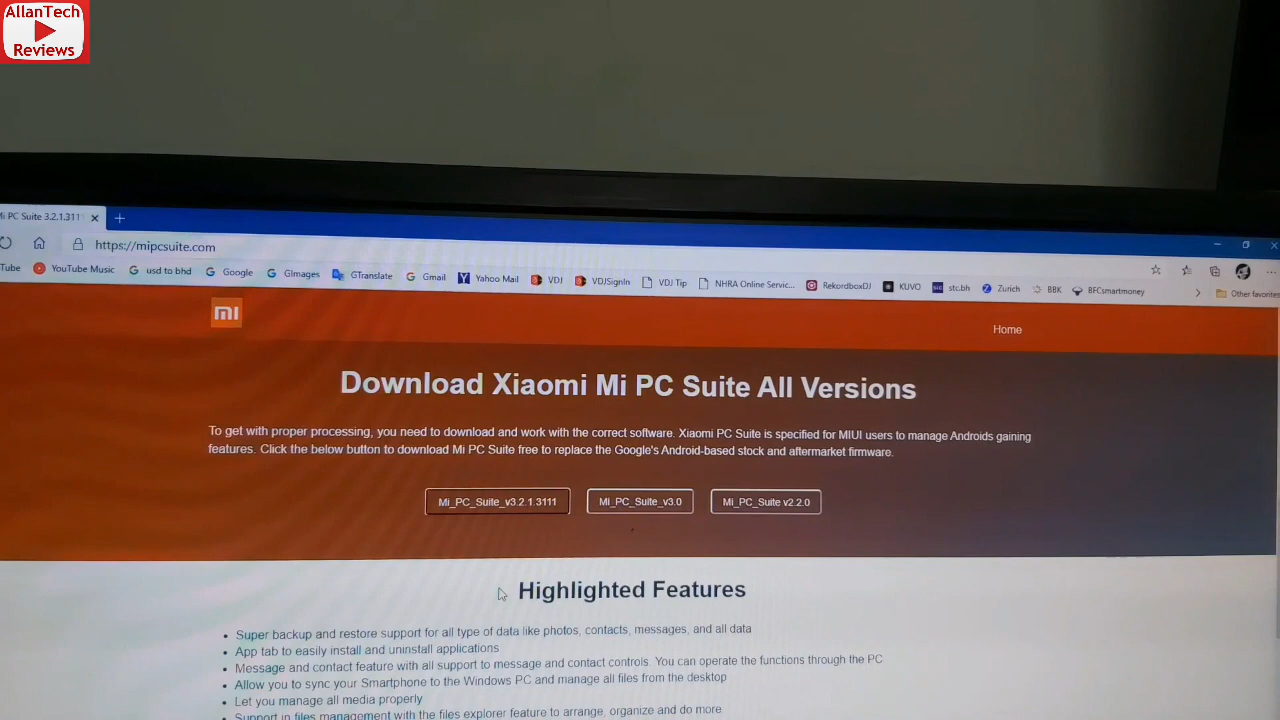 AllanTech
Reviews
Mi PC Suite 3.2.1.311
https://mipcsuite.com
Tube
YouTube Music
usd to bhd
Google
GImages
GTranslate
Gmail
Yahoo Mail
VDJ
VDJSignIn
VDJ Tip
NHRA Online Servic...
RekordboxDJ
KUVO
stc.bh
Zurich
BBK
BFCsmartmoney
Other favorites
mi
Home
Download Xiaomi Mi PC Suite All Versions
To get with proper processing, you need to download and work with the correct software. Xiaomi PC Suite is specified for MIUI users to manage Androids gaining
features. Click the below button to download Mi PC Suite free to replace the Google's Android-based stock and aftermarket firmware.
Mi_PC_Suite_v3.2.1.3111
Mi_PC_Suite_v3.0
Mi_PC_Suite v2.2.0
Highlighted Features
Super backup and restore support for all type of data like photos, contacts, messages, and all data
App tab to easily install and uninstall applications
Message and contact feature with all support to message and contact controls. You can operate the functions through the PC
Allow you to sync your Smartphone to the Windows PC and manage all files from the desktop
Let you manage all media properly
Support in files management with the files explorer feature to arrange, organize and do more